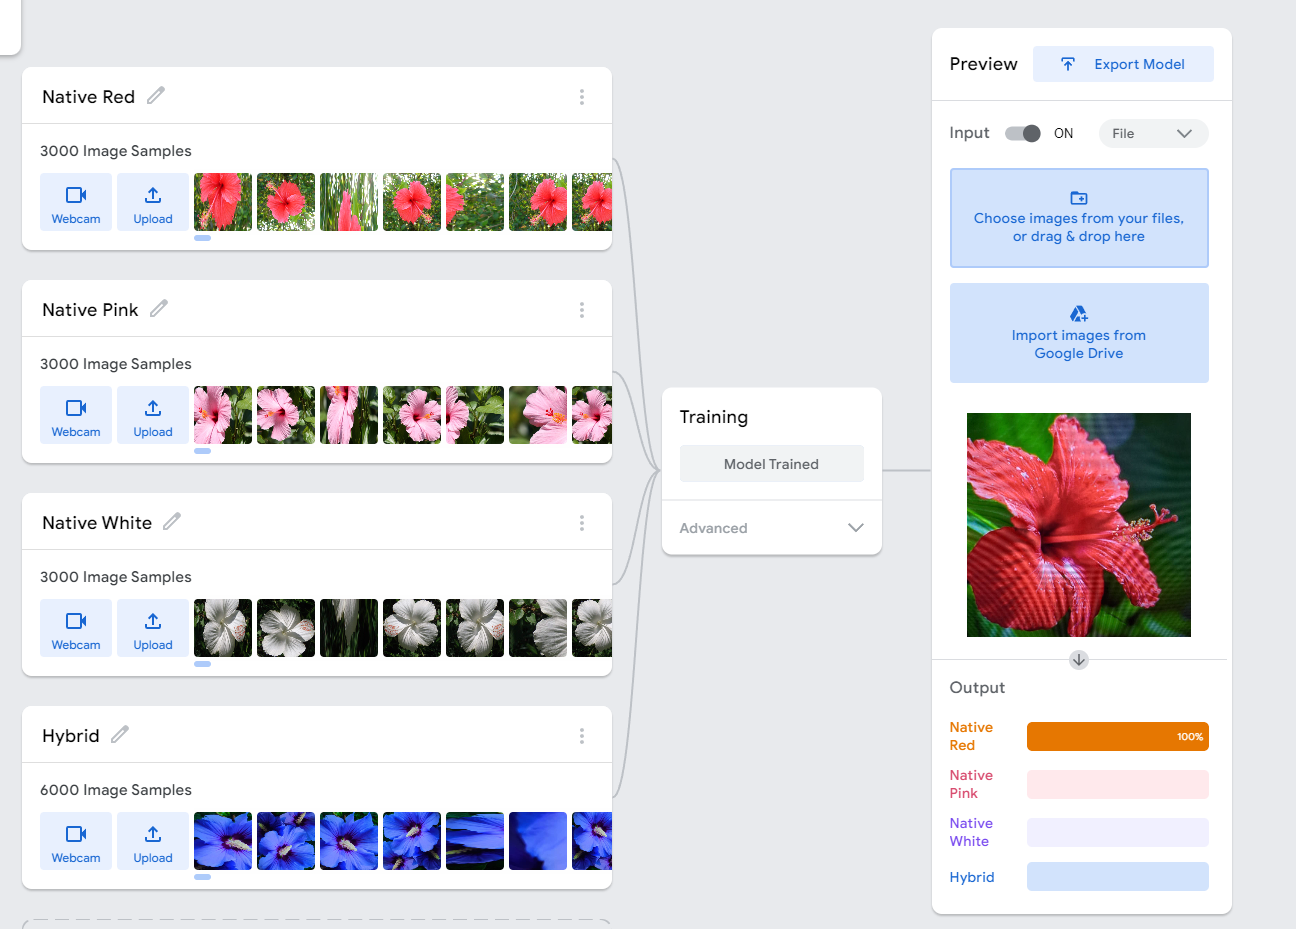 Native Red
3000 Image Samples
Webcam
Upload
Native Pink
3000 Image Samples
Webcam
Upload
Native White
3000 Image Samples
Webcam
Upload
Hybrid
6000 Image Samples
Webcam
Upload
Training
Model Trained
Advanced
Preview
Export Model
Input
ON
File
Choose images from your files,
or drag & drop here
Import images from
Google Drive
Output
Native
Red
100%
Native
Pink
Native
White
Hybrid